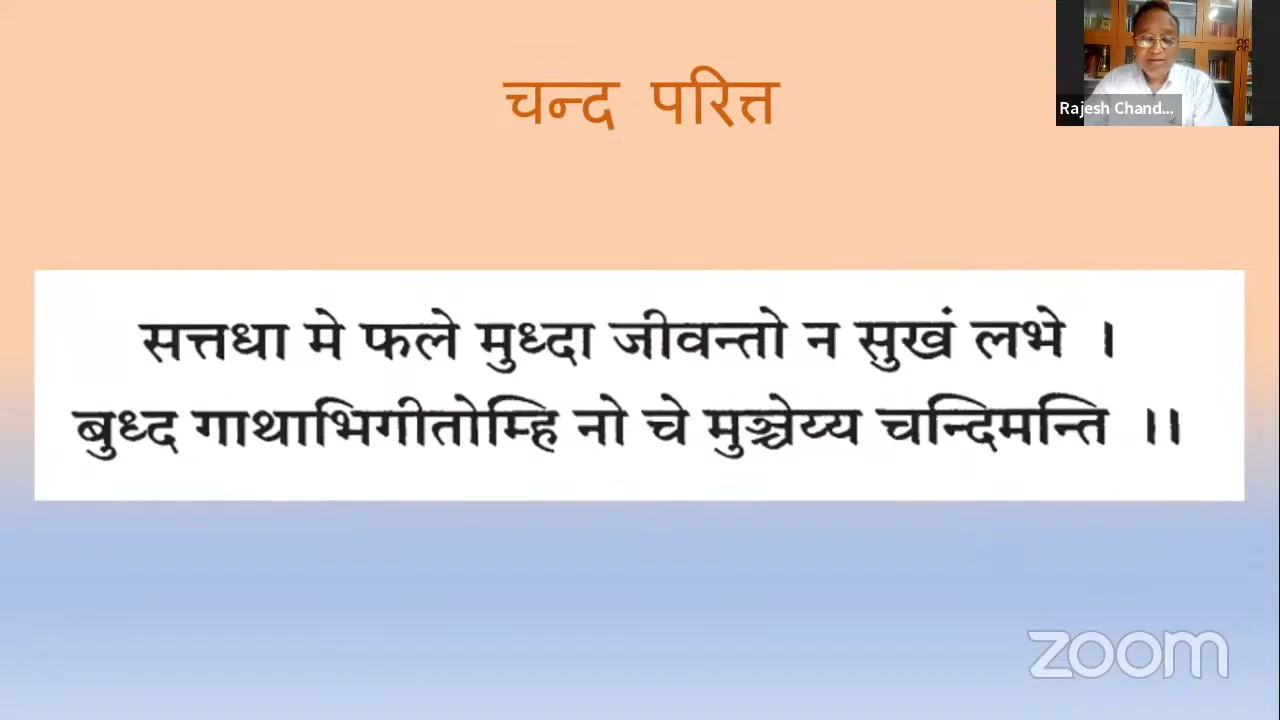 चन्द परित्त
Rajesh Chand...
सत्तधा मे फले मुध्दा जीवन्तो न सुखं लभे ।
बुध्द गाथाभिगीतोम्हि नो चे मुञ्चेय्य चन्दिमन्ति ।।
zoom